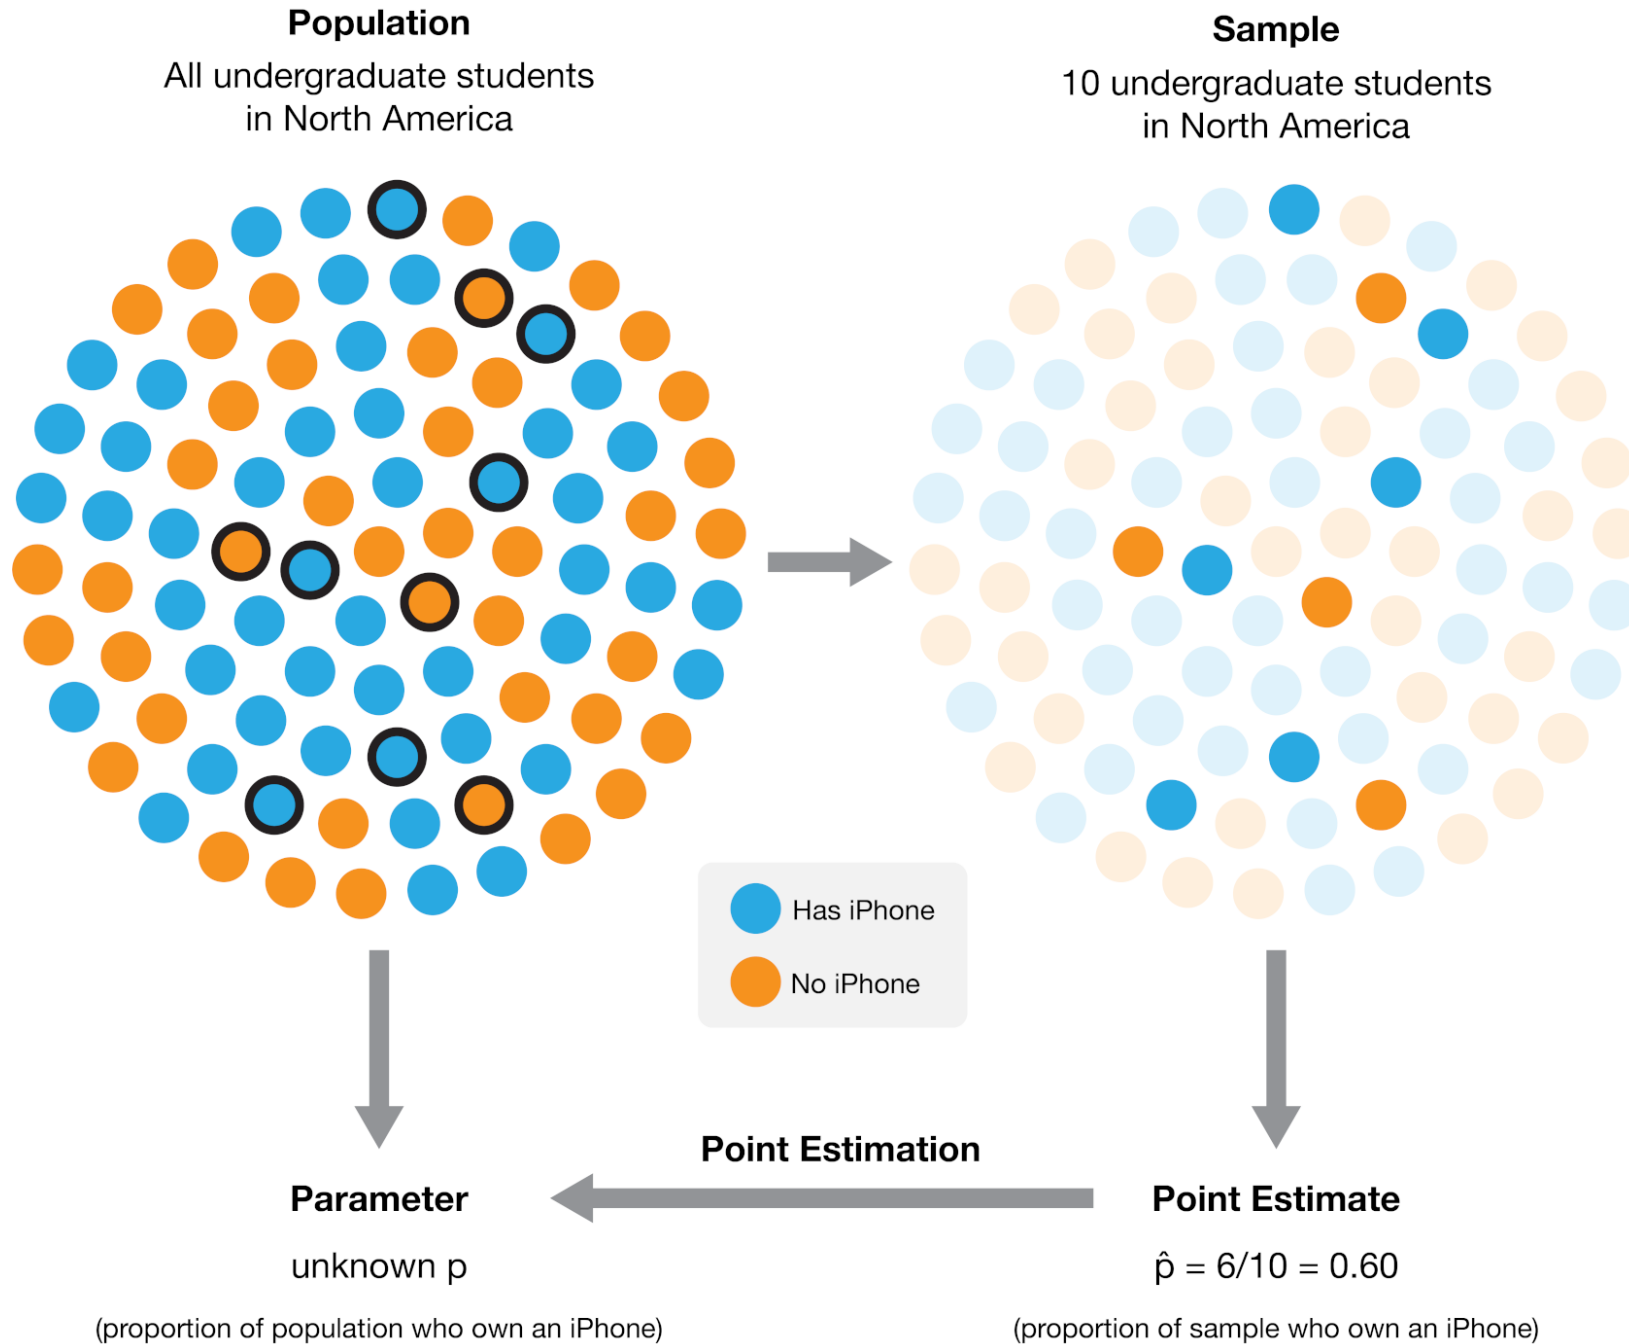 Population
All undergraduate students
in North America
Sample
10 undergraduate students
in North America
Has iPhone
No iPhone
Point Estimation
Parameter
unknown p
(proportion of population who own an iPhone)
Point Estimate
p̂ = 6/10 = 0.60
(proportion of sample who own an iPhone)